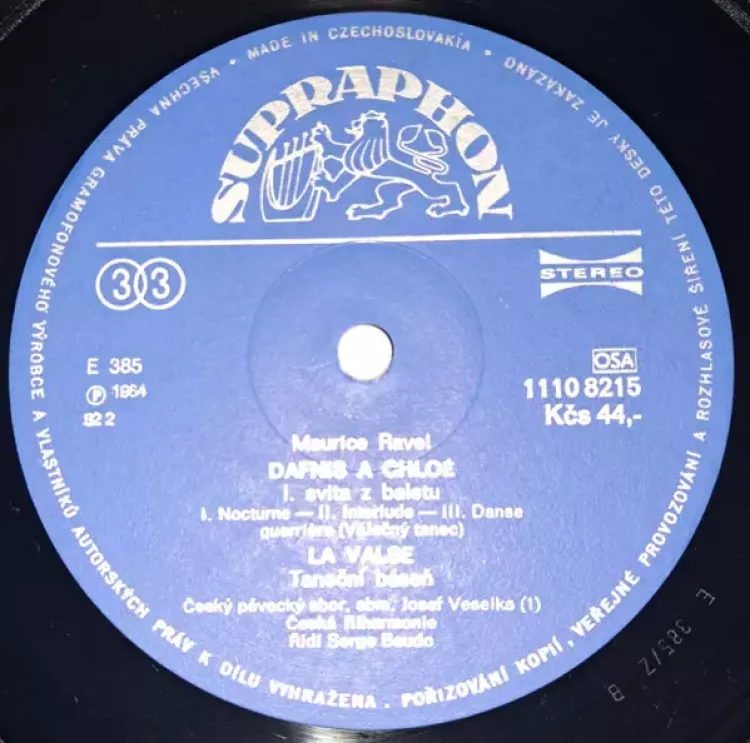 VŠECHNA PRÁVA GRAMOFONOVÉHO VÝROBCE A VLASTNÍKŮ AUTORSKÝCH PRÁV K DÍLU VYHRAŽENA. POŘIZOVÁNÍ KOPIÍ, VEŘEJNÉ PROVOZOVÁNÍ A ROZHLASOVÉ ŠÍŘENÍ TÉTO DESKY JE ZAKÁZÁNO • MADE IN CZECHOSLOVAKIA •
SUPRAPHON
33
STEREO
E 385
℗ 1964
82 2
OSA
1110 8215
Kčs 44,-
Maurice Ravel
DAFNIS A CHLOÉ
I. svita z baletu
I. Nocturne — II. Interlude — III. Danse
guerrière (Válečný tanec)
LA VALSE
Taneční báseň
Český pěvecký sbor, sbm. Josef Veselka (1)
Česká filharmonie
Řídí Serge Baudo
E 385/Z B